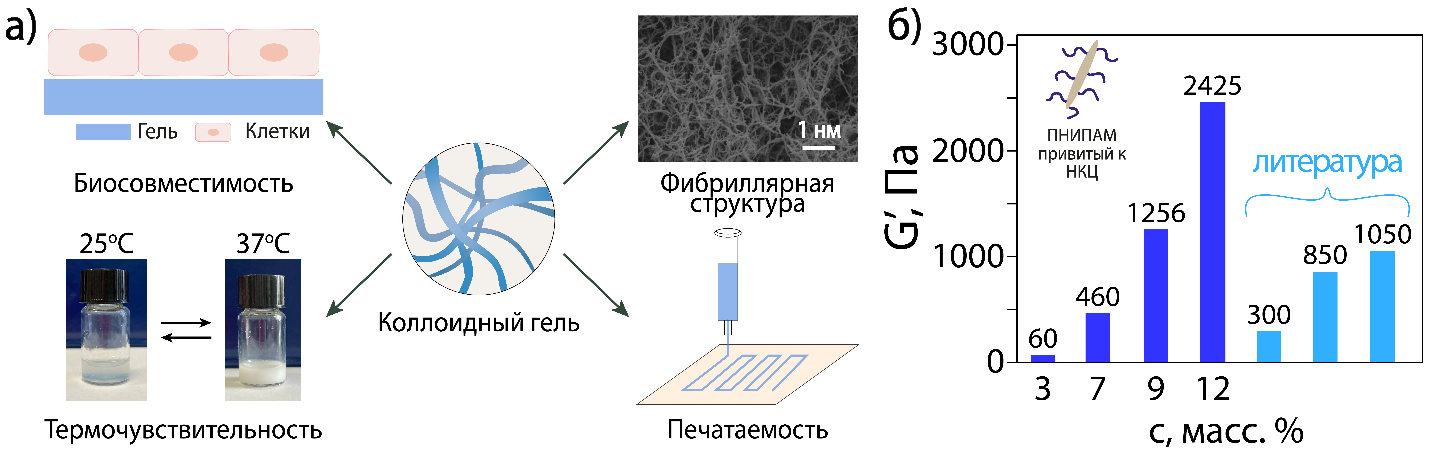 а)
Гель
Клетки
Биосовместимость
25°C
37°C
Термочувствительность
Коллоидный гель
1 нм
Фибриллярная
структура
Печатаемость
б)
G’, Па
3000
2000
1000
0
ПНИПАМ
привитый к
НКЦ
литература
60
460
1256
2425
300
850
1050
3
7
9
12
с, масс. %